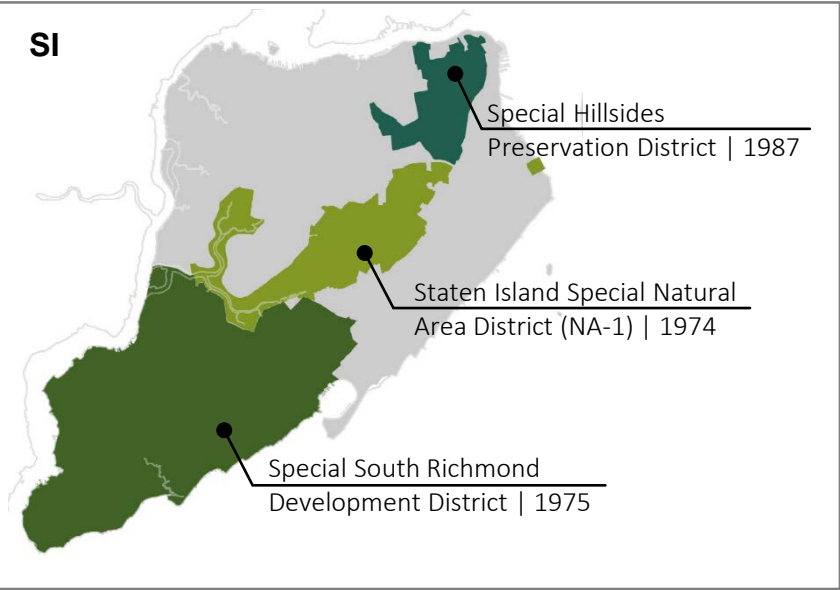 SI
Special Hillsides
Preservation District | 1987
Staten Island Special Natural
Area District (NA-1) | 1974
Special South Richmond
Development District | 1975